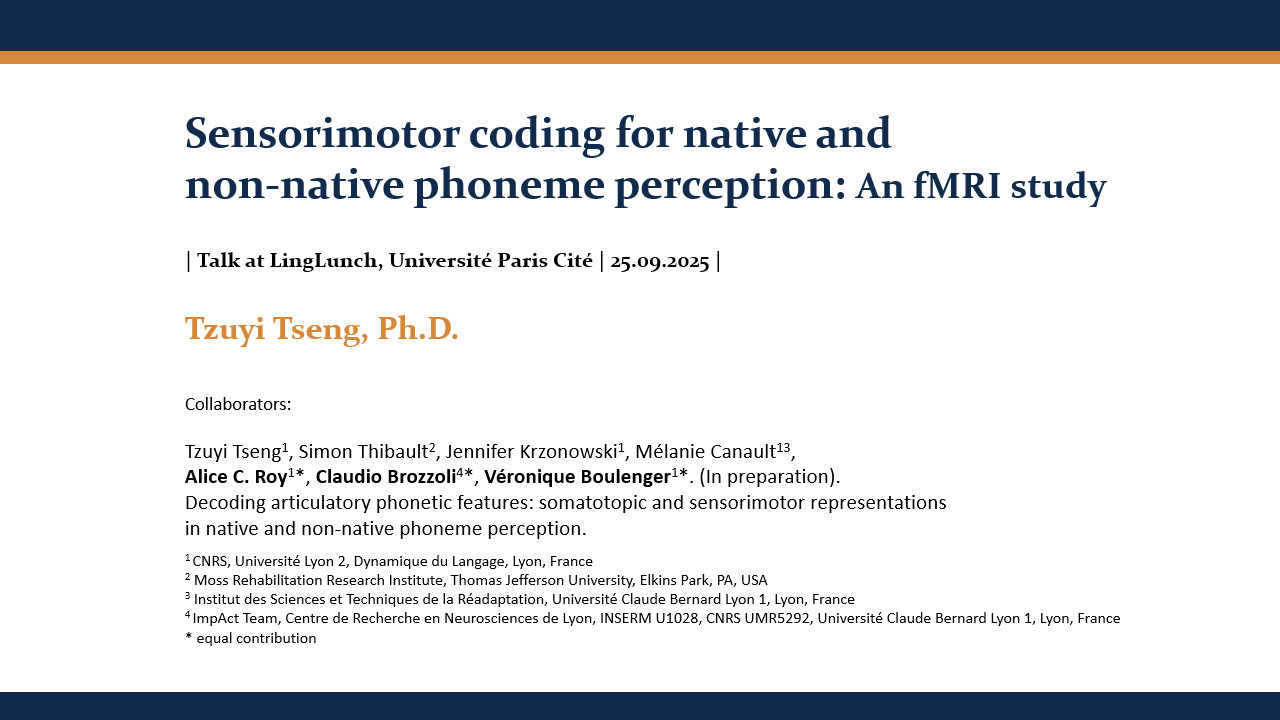 Sensorimotor coding for native and
non-native phoneme perception: An fMRI study
| Talk at LingLunch, Université Paris Cité | 25.09.2025 |
Tzuyi Tseng, Ph.D.
Collaborators:
Tzuyi Tseng¹, Simon Thibault², Jennifer Krzonowski¹, Mélanie Canault¹³,
Alice C. Roy¹*, Claudio Brozzoli⁴*, Véronique Boulenger¹*. (In preparation).
Decoding articulatory phonetic features: somatotopic and sensorimotor representations
in native and non-native phoneme perception.
¹ CNRS, Université Lyon 2, Dynamique du Langage, Lyon, France
² Moss Rehabilitation Research Institute, Thomas Jefferson University, Elkins Park, PA, USA
³ Institut des Sciences et Techniques de la Réadaptation, Université Claude Bernard Lyon 1, Lyon, France
⁴ ImpAct Team, Centre de Recherche en Neurosciences de Lyon, INSERM U1028, CNRS UMR5292, Université Claude Bernard Lyon 1, Lyon, France
* equal contribution